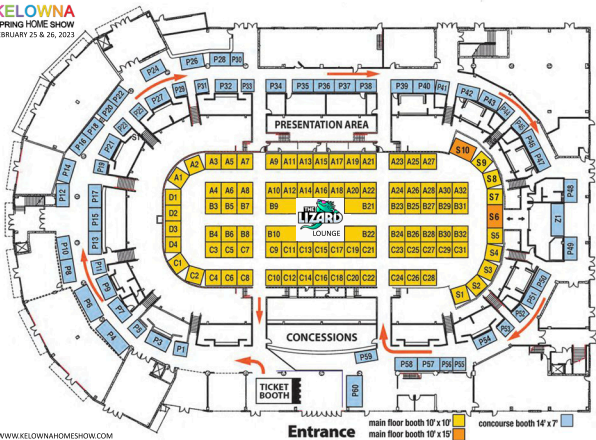 KELOWNA
SPRING HOME SHOW
FEBRUARY 25 & 26, 2023
P24 P26 P28 P30
P20 P22 P27 P29 P31 P32 P33 P34 P35 P36 P37 P38 P39 P40 P41 P42 P43 P44 P45 P46 P47
P16 P18 P21 P23 P25
PRESENTATION AREA
P14 P19
P12 P17
A1 A2 A3 A5 A7 A9 A11 A13 A15 A17 A19 A21 A23 A25 A27 S10 S9 S8
A4 A6 A8 A10 A12 A14 A16 A18 A20 A22 A24 A26 A28 A30 A32 S7 P48
D1 B3 B5 B7 B9 THE LIZARD LOUNGE B21 B23 B25 B27 B29 B31
P15 D2 S6 Z1
P13 D3 B4 B6 B8 B10 B22 B24 B26 B28 B30 B32 S5
P10 D4 C3 C5 C7 C9 C11 C13 C15 C17 C19 C21 C23 C25 C27 C29 C31 S4 P49
P8 P11 C1 C2 C4 C6 C8 C10 C12 C14 C16 C18 C20 C22 C24 C26 C28 S1 S2 S3
P9 P50
P6 P7 P51
P4 P5 P52 P53
P3 P1 CONCESSIONS P54
P59 P58 P57 P56 P55
TICKET
BOOTH
P60
Entrance
main floor booth 10' x 10'
main floor booth 10' x 15'
concourse booth 14' x 7'
WWW.KELOWNAHOMESHOW.COM